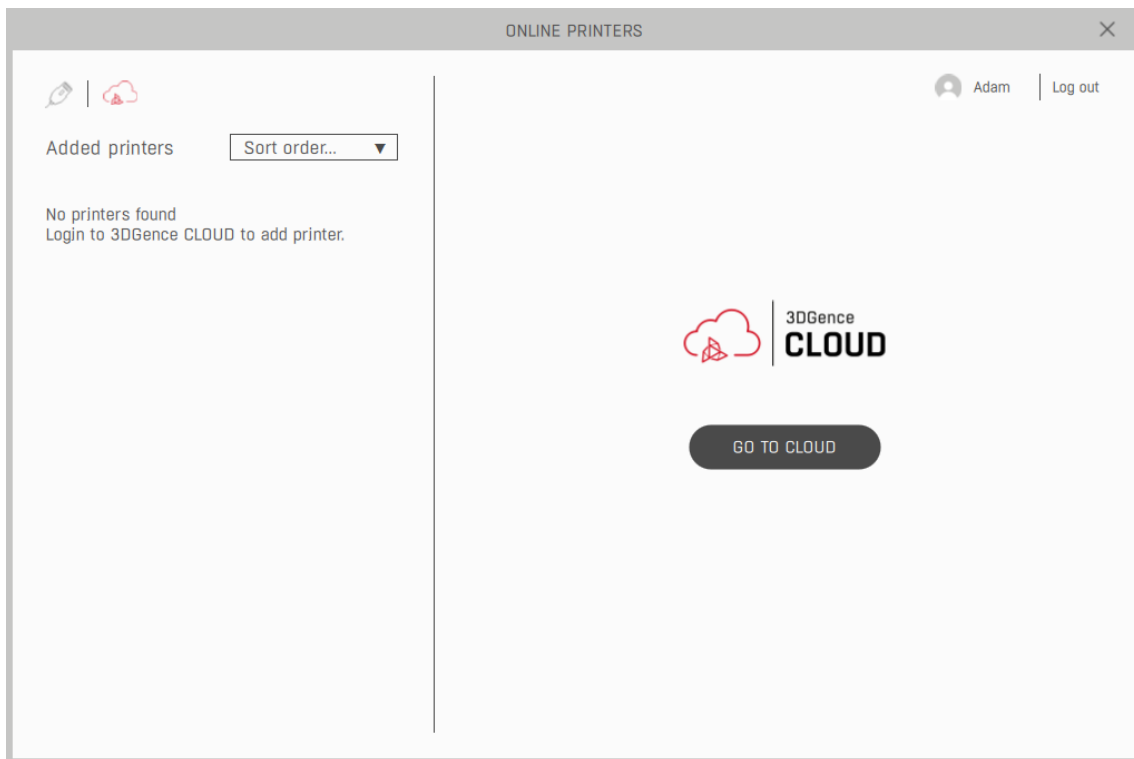 ONLINE PRINTERS
Adam
Log out
Added printers
Sort order...
No printers found
Login to 3DGence CLOUD to add printer.
3DGence
CLOUD
GO TO CLOUD